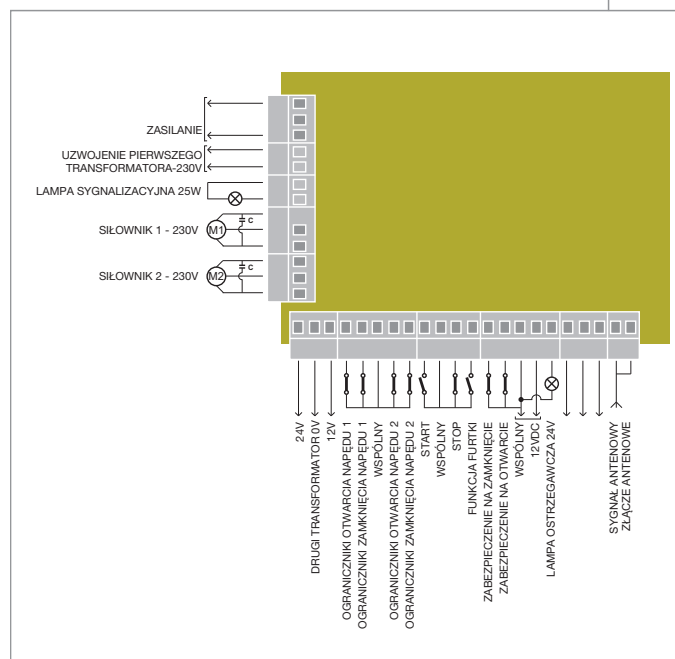 ZASILANIE
UZWOJENIE PIERWSZEGO
TRANSFORMATORA-230V
LAMPA SYGNALIZACYJNA 25W
SIŁOWNIK 1 - 230V
M1
C
SIŁOWNIK 2 - 230V
M2
C
24V
DRUGI TRANSFORMATOR 0V
12V
OGRANICZNIKI OTWARCIA NAPĘDU 1
OGRANICZNIKI ZAMKNIĘCIA NAPĘDU 1
WSPÓLNY
OGRANICZNIKI OTWARCIA NAPĘDU 2
OGRANICZNIKI ZAMKNIĘCIA NAPĘDU 2
START
WSPÓLNY
STOP
FUNKCJA FURTKI
ZABEZPIECZENIE NA ZAMKNIĘCIE
ZABEZPIECZENIE NA OTWARCIE
WSPÓLNY
12VDC
LAMPA OSTRZEGAWCZA 24V
SYGNAŁ ANTENOWY
ZŁĄCZE ANTENOWE